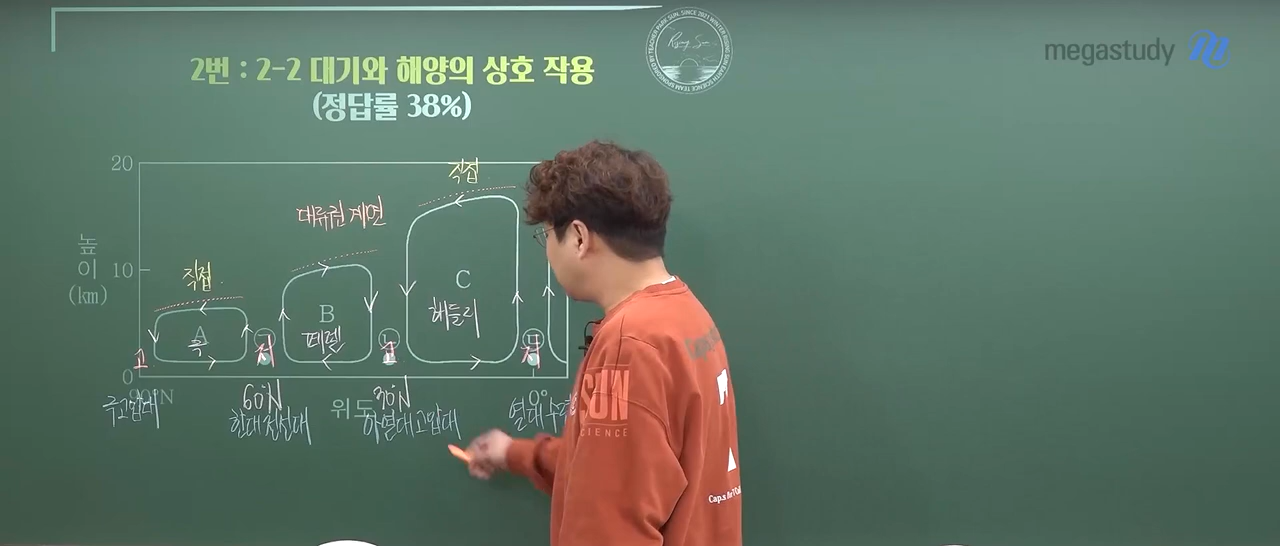 megastudy
2번 : 2-2 대기와 해양의 상호 작용
(정답률 38%)
20
직접
대류권 계면
높이
(km)
10
직접
C
해들리
B
페렐
A
극
고
저
고
저
0
90°N
60°N
30°N
0°
위도
극고압대
한대 전선대
아열대 고압대
열대 수렴
SUN
SCIENCE